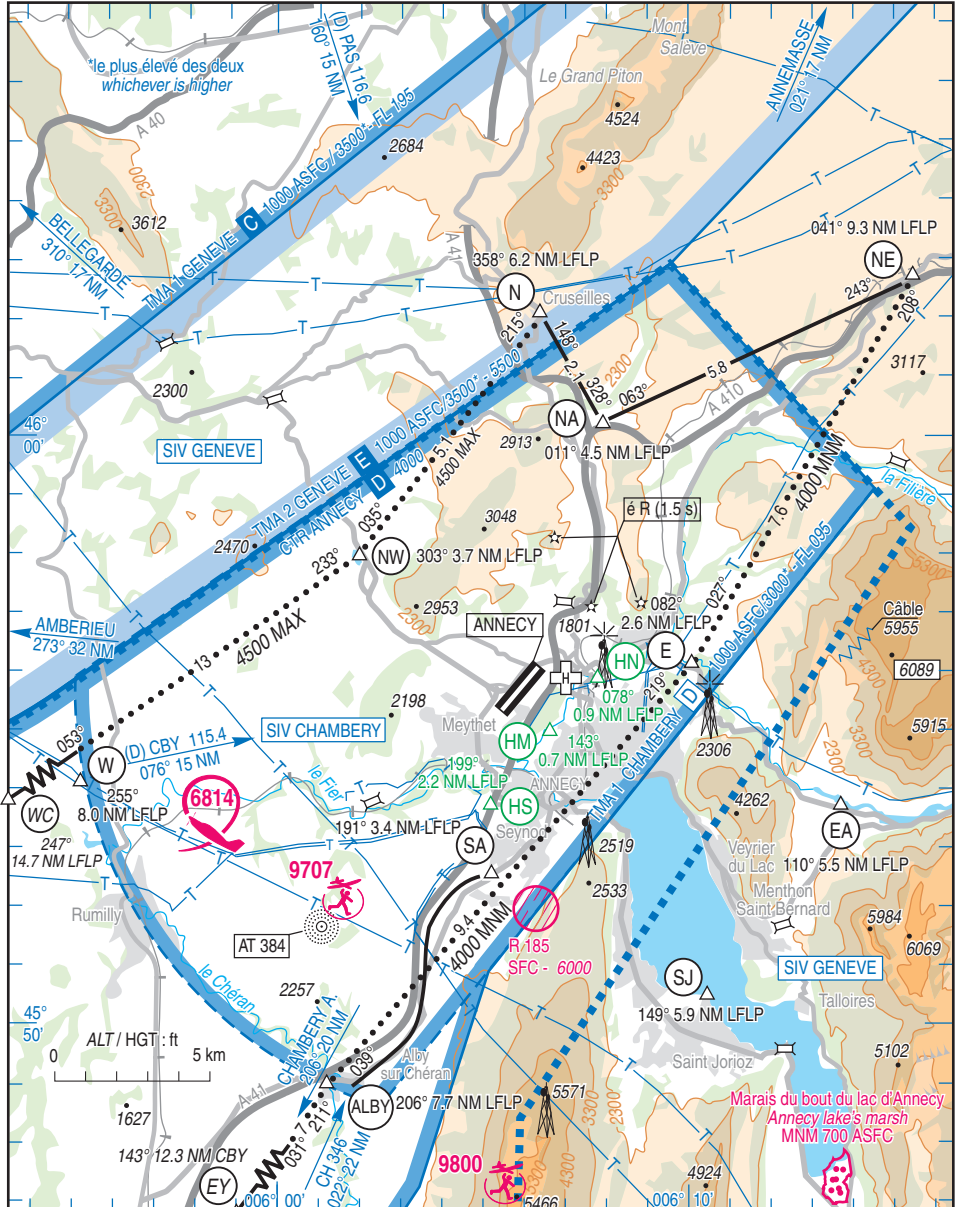 *le plus élevé des deux
whichever is higher
(D) PAS 116.6
160° 15 NM
Mont
Salève
Le Grand Piton
4524
4423
3300
ANNEMASSE
021° 17 NM
A 40
2300
3300
3612
2684
BELLEGARDE
310° 17 NM
TMA 1 GENEVE C 1000 ASFC / 3500* - FL 195
A 41
358° 6.2 NM LFLP
N
Cruseilles
041° 9.3 NM LFLP
NE
243°
208°
215°
148°
2.1
328°
063°
5.8
A 410
2300
3117
2300
46°
00'
SIV GENEVE
NA
011° 4.5 NM LFLP
2913
5.1
4500 MAX
TMA 2 GENEVE E 1000 ASFC/3500* - 5500
CTR ANNECY D 4000
4000 MNM
7.6
la Filière
é R (1.5 s)
035°
3048
2470
233°
NW
303° 3.7 NM LFLP
2953
2300
027°
1000 ASFC/3000* - FL 095
5300
Câble
5955
6089
5915
AMBERIEU
273° 32 NM
13
4500 MAX
ANNECY
1801
082°
2.6 NM LFLP
E
H
HN
078°
0.9 NM LFLP
219°
D
2306
3300
2300
2198
SIV CHAMBERY
Meythet
HM
143°
0.7 NM LFLP
TMA 1 CHAMBERY
053°
W
(D) CBY 115.4
076° 15 NM
255°
8.0 NM LFLP
WC
247°
14.7 NM LFLP
6814
le Fier
199°
2.2 NM LFLP
ANNECY
HS
Seynod
191° 3.4 NM LFLP
SA
4262
Veyrier
du Lac
EA
110° 5.5 NM LFLP
2519
2533
Menthon
Saint Bernard
9707
Rumilly
AT 384
9.4
4000 MNM
R 185
SFC - 6000
5984
6069
SIV GENEVE
SJ
149° 5.9 NM LFLP
Talloires
le Chéran
2257
45°
50'
ALT / HGT : ft
0
5 km
CHAMBERY A.
206° 20 NM
039°
Alby
sur Chéran
Saint Jorioz
5102
A 41
211°
ALBY
206° 7.7 NM LFLP
5571
3300
2300
1627
143° 12.3 NM CBY
7.1
031°
CH 346
022° 22 NM
Marais du bout du lac d'Annecy
Annecy lake's marsh
MNM 700 ASFC
EY
006° 00'
9800
3300
4300
5466
4924
006° 10'